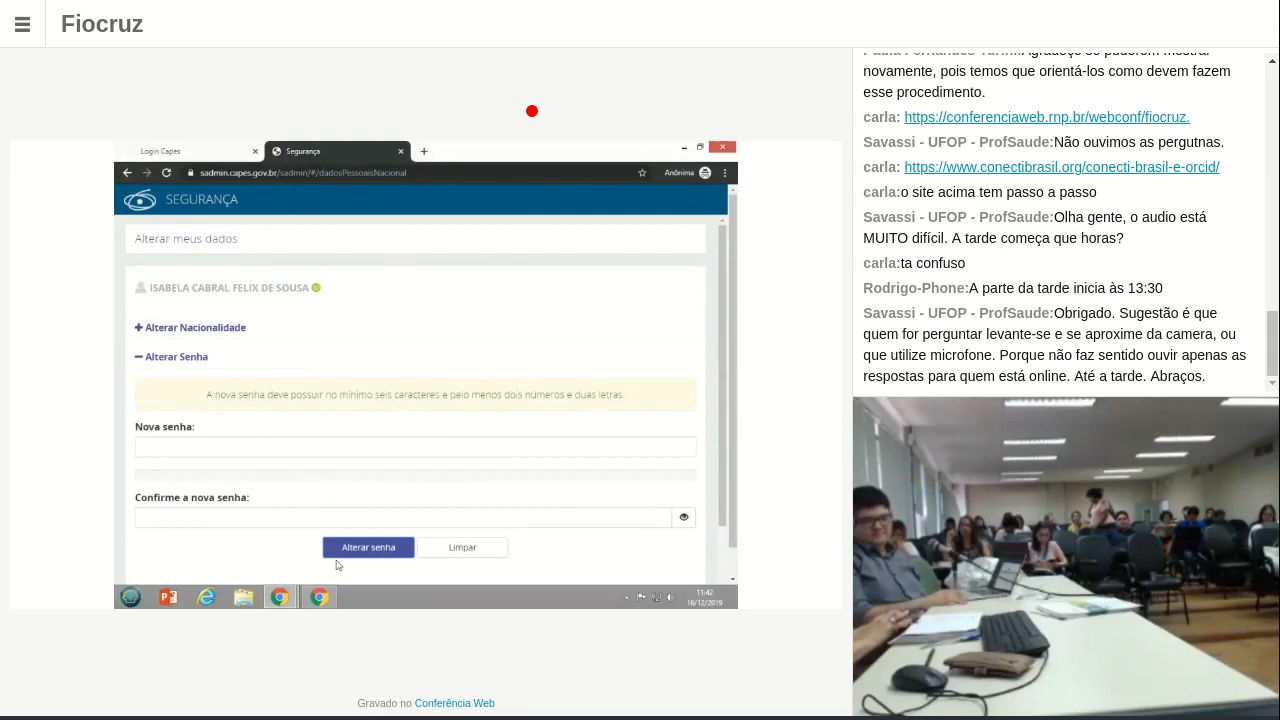 Fiocruz
Login Capes
Segurança
sadmin.capes.gov.br/sadmin/#/dadosPessoaisNacional
Anônima
SEGURANÇA
Alterar meus dados
ISABELA CABRAL FELIX DE SOUSA
Alterar Nacionalidade
Alterar Senha
A nova senha deve possuir no mínimo seis caracteres e pelo menos dois números e duas letras.
Nova senha:
Confirme a nova senha:
Alterar senha
Limpar
11:42
16/12/2019
Gravado no Conferência Web
novamente, pois temos que orientá-los como devem fazem
esse procedimento.
carla: https://conferenciaweb.rnp.br/webconf/fiocruz.
Savassi - UFOP - ProfSaude:Não ouvimos as pergutnas.
carla: https://www.conectibrasil.org/conecti-brasil-e-orcid/
carla:o site acima tem passo a passo
Savassi - UFOP - ProfSaude:Olha gente, o audio está
MUITO difícil. A tarde começa que horas?
carla:ta confuso
Rodrigo-Phone:A parte da tarde inicia às 13:30
Savassi - UFOP - ProfSaude:Obrigado. Sugestão é que
quem for perguntar levante-se e se aproxime da camera, ou
que utilize microfone. Porque não faz sentido ouvir apenas as
respostas para quem está online. Até a tarde. Abraços.